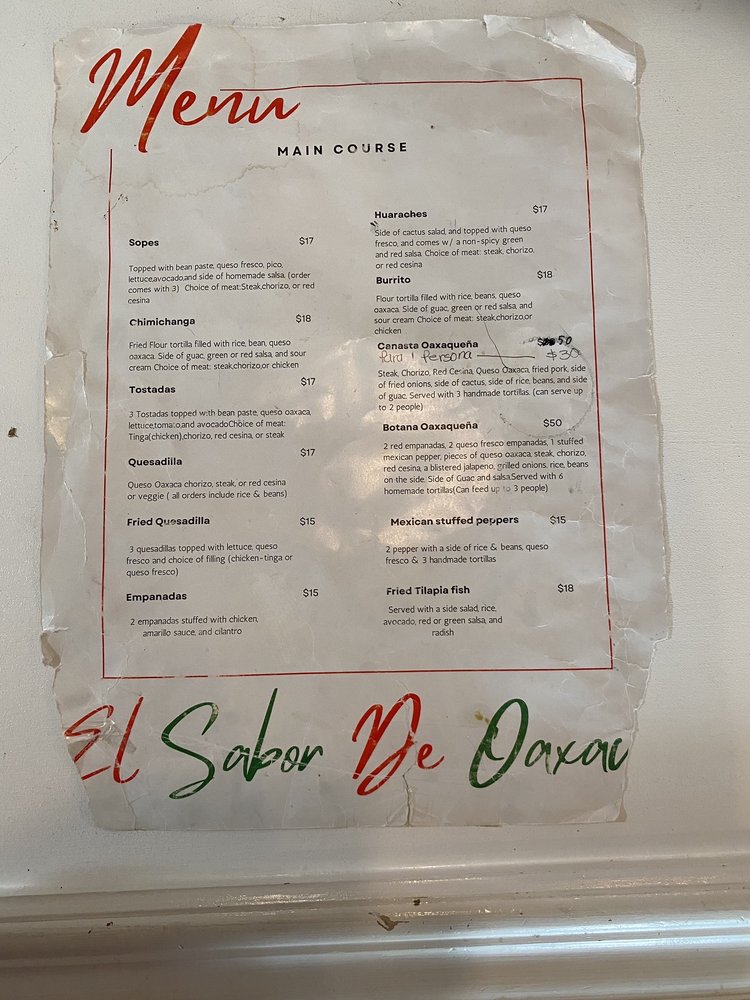 Menu
MAIN COURSE
Sopes $17
Topped with bean paste, queso fresco, pico,
lettuce,avocado,and side of homemade salsa, (order
comes with 3) Choice of meat:Steak,chorizo, or red
cesina
Chimichanga $18
Fried Flour tortilla filled with rice, bean, queso
oaxaca. Side of guac, green or red salsa, and sour
cream Choice of meat: steak,chorizo,or chicken
Tostadas $17
3 Tostadas topped with bean paste, queso oaxaca,
lettuce,tomato,and avocadoChoice of meat:
Tinga(chicken),chorizo, red cesina, or steak
Quesadilla $17
Queso Oaxaca chorizo, steak, or red cesina
or veggie ( all orders include rice & beans)
Fried Quesadilla $15
3 quesadillas topped with lettuce, queso
fresco and choice of filling (chicken-tinga or
queso fresco)
Empanadas $15
2 empanadas stuffed with chicken,
amarillo sauce, and cilantro
Huaraches $17
Side of cactus salad, and topped with queso
fresco, and comes w/ a non-spicy green
and red salsa. Choice of meat: steak, chorizo,
or red cesina
Burrito $18
Flour tortilla filled with rice, beans, queso
oaxaca. Side of guac, green or red salsa, and
sour cream Choice of meat: steak,chorizo,or
chicken
Canasta Oaxaqueña 50
Para 1 Persona $30
Steak, Chorizo, Red Cesina, Queso Oaxaca, fried pork, side
of fried onions, side of cactus, side of rice, beans, and side
of guac. Served with 3 handmade tortillas. (can serve up
to 2 people)
Botana Oaxaqueña $50
2 red empanadas, 2 queso fresco empanadas, 1 stuffed
mexican pepper, pieces of queso oaxaca, steak, chorizo,
red cesina, a blistered jalapeno, grilled onions, rice, beans
on the side. Side of Guac and salsa.Served with 6
homemade tortillas(Can feed up to 3 people)
Mexican stuffed peppers $15
2 pepper with a side of rice & beans, queso
fresco & 3 handmade tortillas
Fried Tilapia fish $18
Served with a side salad, rice,
avocado, red or green salsa, and
radish
El Sabor De Oaxac